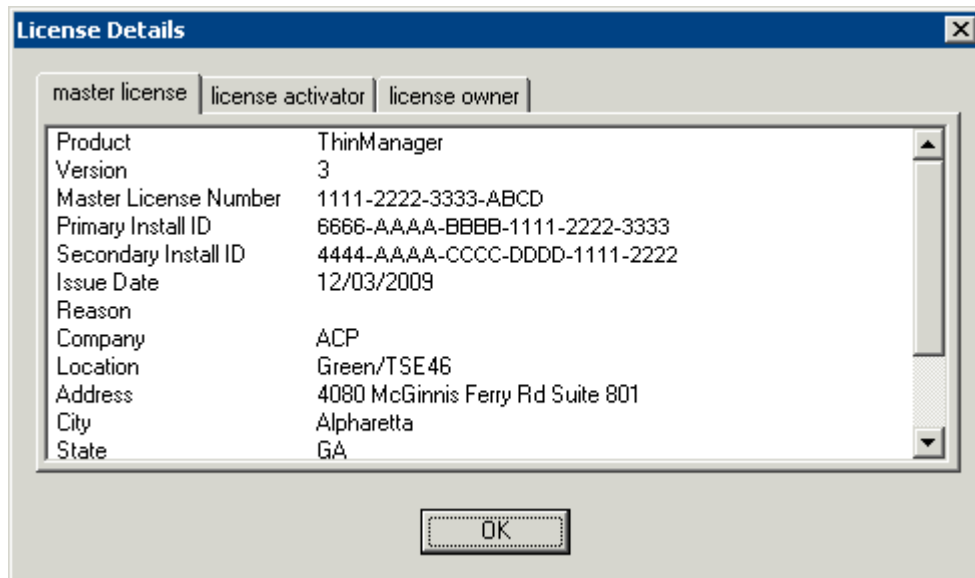 License Details
master license license activator license owner
Product ThinManager
Version 3
Master License Number 1111-2222-3333-ABCD
Primary Install ID 6666-AAAA-BBBB-1111-2222-3333
Secondary Install ID 4444-AAAA-CCCC-DDDD-1111-2222
Issue Date 12/03/2009
Reason
Company ACP
Location Green/TSE46
Address 4080 McGinnis Ferry Rd Suite 801
City Alpharetta
State GA
OK